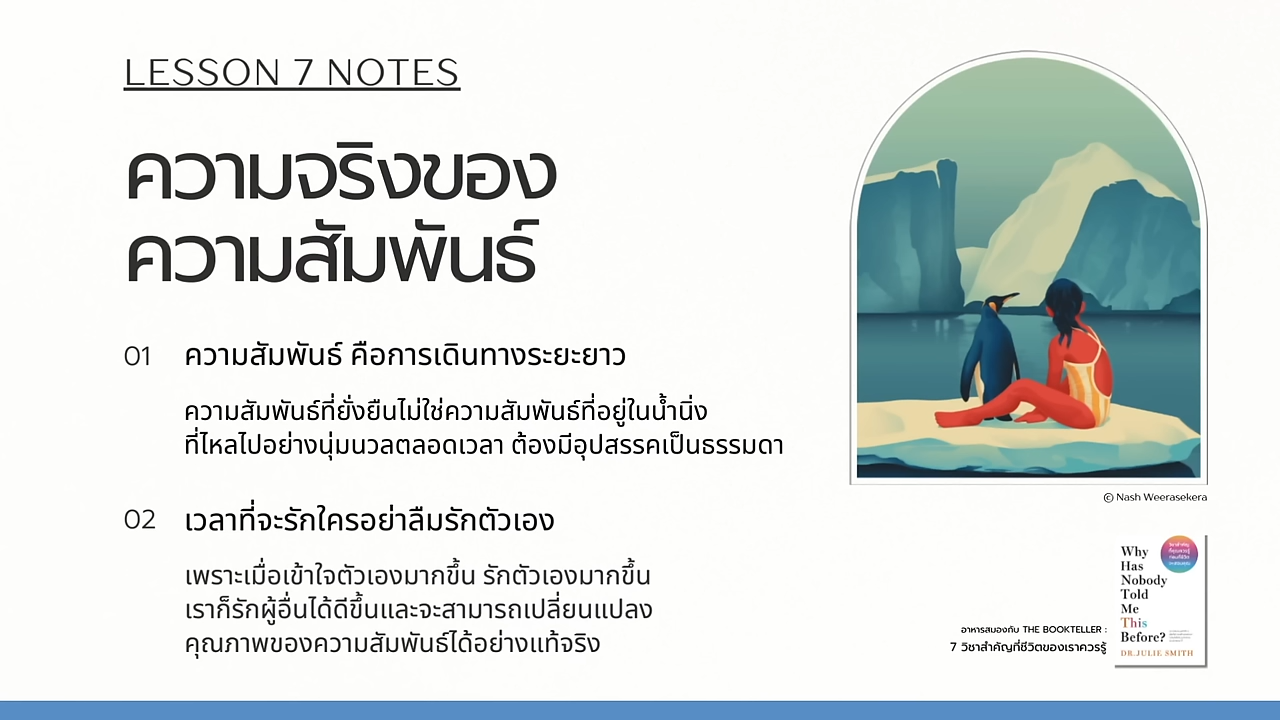 LESSON 7 NOTES
ความจริงของ
ความสัมพันธ์
01 ความสัมพันธ์ คือการเดินทางระยะยาว
ความสัมพันธ์ที่ยั่งยืนไม่ใช่ความสัมพันธ์ที่อยู่ในน้ำนิ่ง
ที่ไหลไปอย่างนุ่มนวลตลอดเวลา ต้องมีอุปสรรคเป็นธรรมดา
02 เวลาที่จะรักใครอย่าลืมรักตัวเอง
เพราะเมื่อเข้าใจตัวเองมากขึ้น รักตัวเองมากขึ้น
เราก็รักผู้อื่นได้ดีขึ้นและจะสามารถเปลี่ยนแปลง
คุณภาพของความสัมพันธ์ได้อย่างแท้จริง
© Nash Weerasekera
อาหารสมองกับ THE BOOKTELLER :
7 วิชาสำคัญที่ชีวิตของเราควรรู้
Why
Has
Nobody
Told
Me
This
Before?
DR.JULIE SMITH